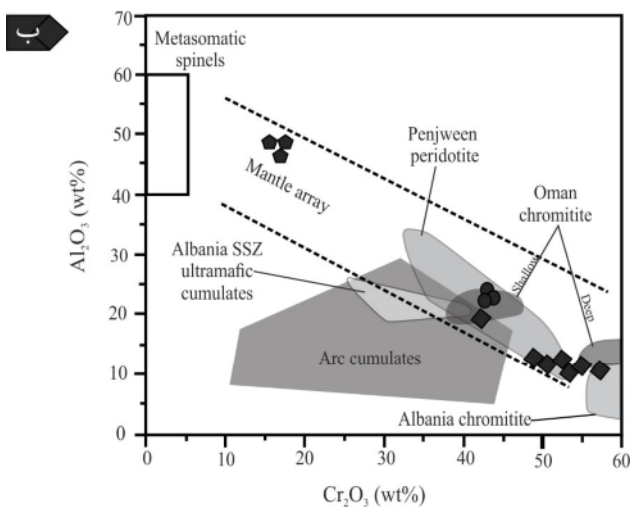 ب
70
60
50
40
30
20
10
0
Al₂O₃ (wt%)
Metasomatic
spinels
Mantle array
Penjween
peridotite
Oman
chromitite
Shallow
Deep
Albania SSZ
ultramafic
cumulates
Arc cumulates
Albania chromitite
0 10 20 30 40 50 60
Cr₂O₃ (wt%)